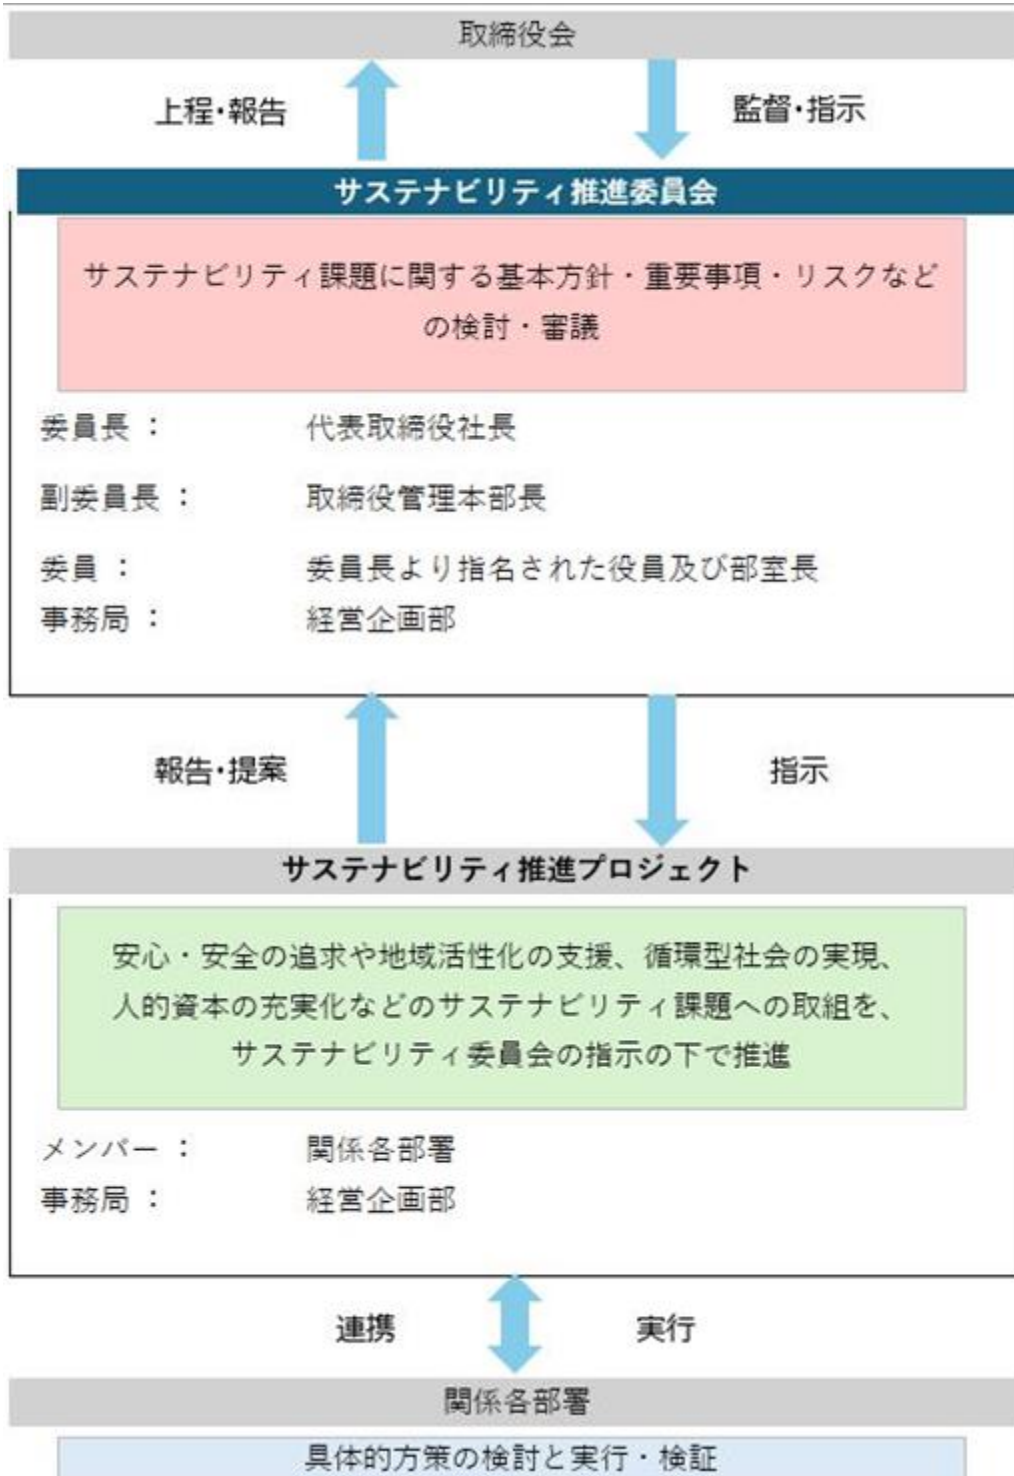 取締役会
上程・報告
監督・指示
サステナビリティ推進委員会
サステナビリティ課題に関する基本方針・重要事項・リスクなど
の検討・審議
委員長 ： 代表取締役社長
副委員長 ： 取締役管理本部長
委員 ： 委員長より指名された役員及び部室長
事務局 ： 経営企画部
報告・提案
指示
サステナビリティ推進プロジェクト
安心・安全の追求や地域活性化の支援、循環型社会の実現、
人的資本の充実化などのサステナビリティ課題への取組を、
サステナビリティ委員会の指示の下で推進
メンバー ： 関係各部署
事務局 ： 経営企画部
連携
実行
関係各部署
具体的方策の検討と実行・検証